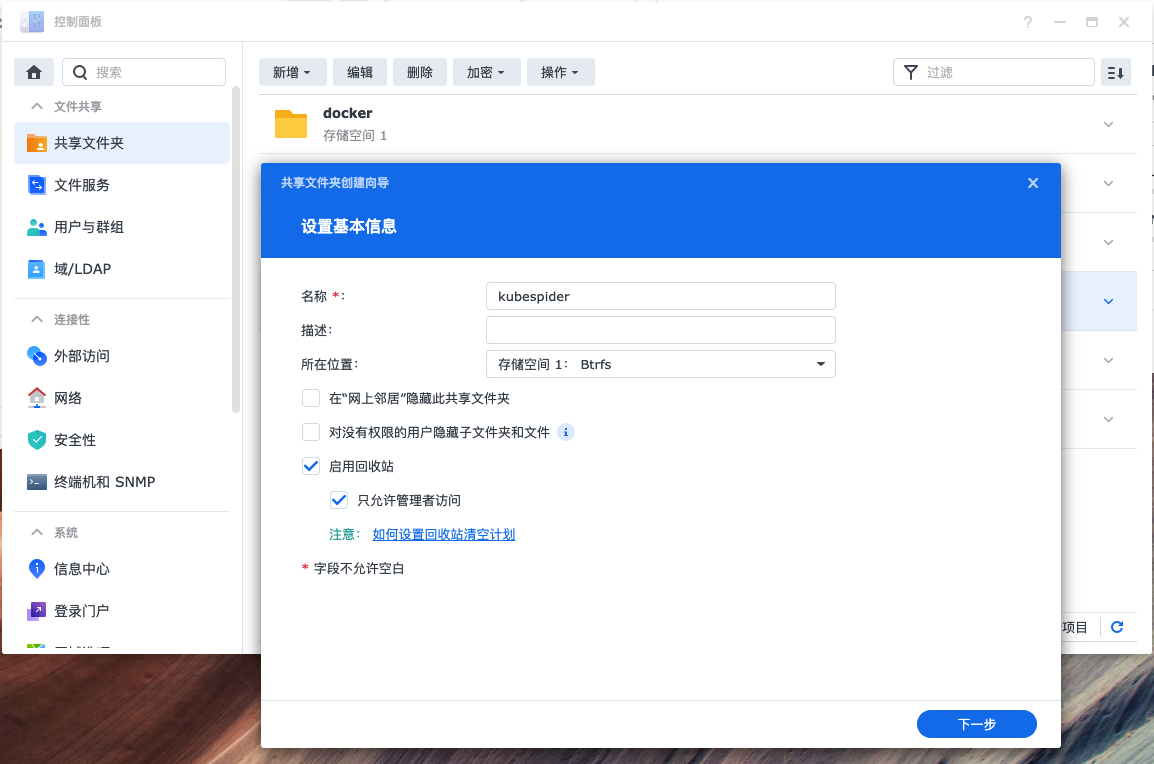 控制面板
搜索
文件共享
共享文件夹
文件服务
用户与群组
域/LDAP
连接性
外部访问
网络
安全性
终端机和 SNMP
系统
信息中心
登录门户
新增
编辑
删除
加密
操作
过滤
docker
存储空间 1
共享文件夹创建向导
设置基本信息
名称 *:
kubespider
描述:
所在位置:
存储空间 1: Btrfs
在“网上邻居”隐藏此共享文件夹
对没有权限的用户隐藏子文件夹和文件
启用回收站
只允许管理者访问
注意: 如何设置回收站清空计划
* 字段不允许空白
项目
下一步